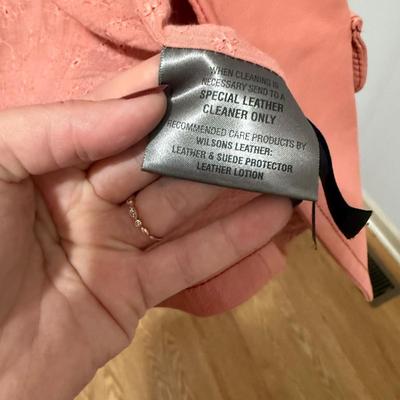 WHEN CLEANING IS
NECESSARY SEND TO A
SPECIAL LEATHER
CLEANER ONLY
RECOMMENDED CARE PRODUCTS BY
WILSONS LEATHER:
LEATHER & SUEDE PROTECTOR
LEATHER LOTION